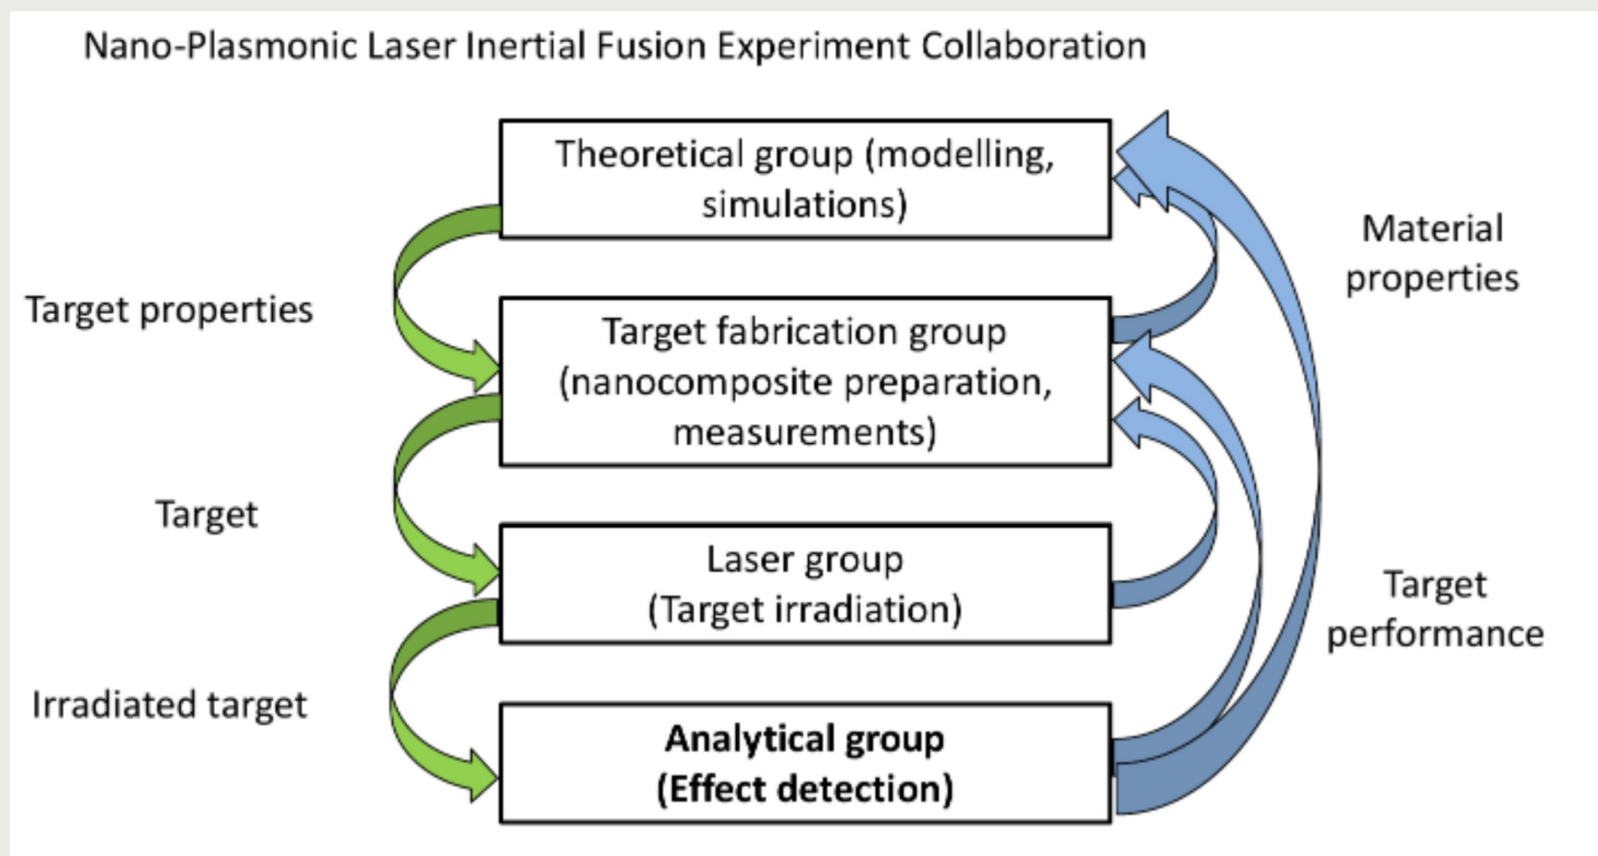 Nano-Plasmonic Laser Inertial Fusion Experiment Collaboration
Theoretical group (modelling,
simulations)
Material
properties
Target properties
Target fabrication group
(nanocomposite preparation,
measurements)
Target
Laser group
(Target irradiation)
Target
performance
Irradiated target
Analytical group
(Effect detection)